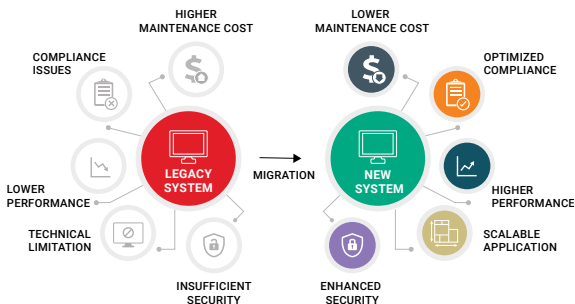 HIGHER
MAINTENANCE COST
COMPLIANCE
ISSUES
LOWER
PERFORMANCE
TECHNICAL
LIMITATION
INSUFFICIENT
SECURITY
LEGACY
SYSTEM
MIGRATION
LOWER
MAINTENANCE COST
OPTIMIZED
COMPLIANCE
NEW
SYSTEM
HIGHER
PERFORMANCE
SCALABLE
APPLICATION
ENHANCED
SECURITY